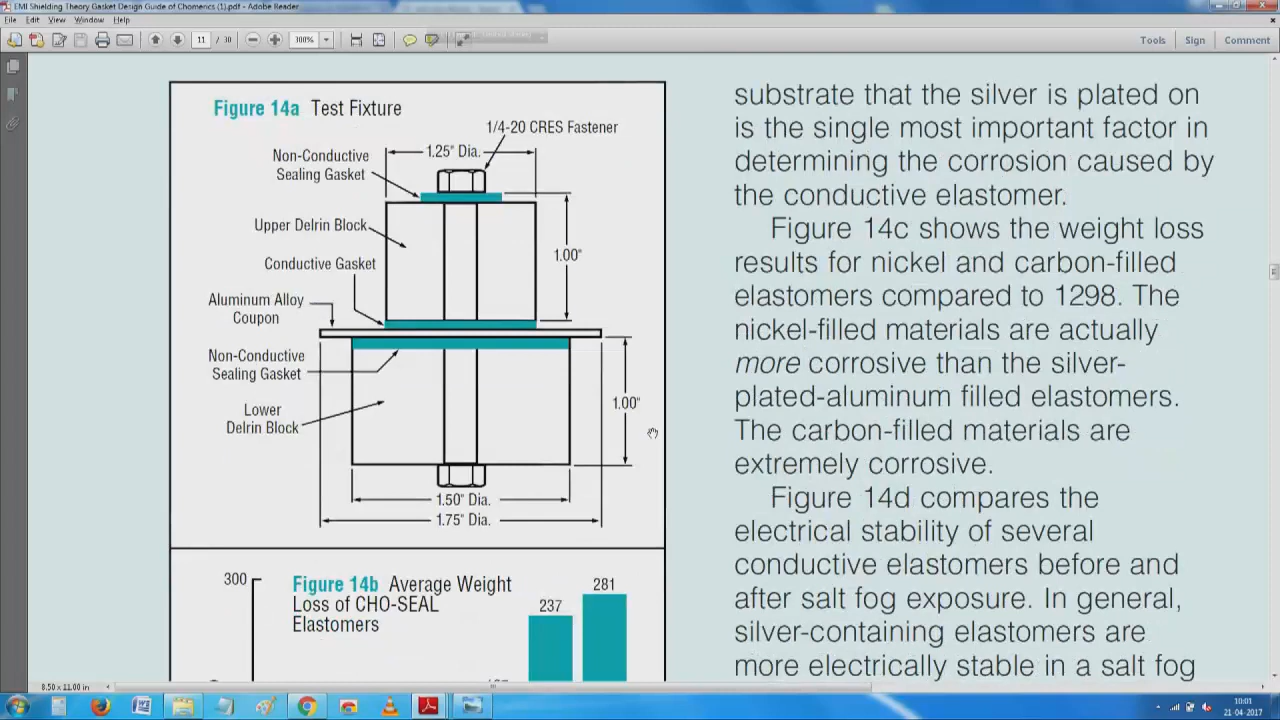 EMI Shielding Theory Gasket Design Guide of Chomerics (1).pdf - Adobe Reader
File Edit View Window Help
11 / 30 100% Tools Sign Comment
Figure 14a Test Fixture
1/4-20 CRES Fastener
1.25" Dia.
Non-Conductive
Sealing Gasket
Upper Delrin Block
1.00"
Conductive Gasket
Aluminum Alloy
Coupon
Non-Conductive
Sealing Gasket
1.00"
Lower
Delrin Block
1.50" Dia.
1.75" Dia.
300
Figure 14b Average Weight
Loss of CHO-SEAL
Elastomers
237
281
substrate that the silver is plated on
is the single most important factor in
determining the corrosion caused by
the conductive elastomer.
Figure 14c shows the weight loss
results for nickel and carbon-filled
elastomers compared to 1298. The
nickel-filled materials are actually
more corrosive than the silver-
plated-aluminum filled elastomers.
The carbon-filled materials are
extremely corrosive.
Figure 14d compares the
electrical stability of several
conductive elastomers before and
after salt fog exposure. In general,
silver-containing elastomers are
more electrically stable in a salt fog
8.50 x 11.00 in
10:01
21-04-2017